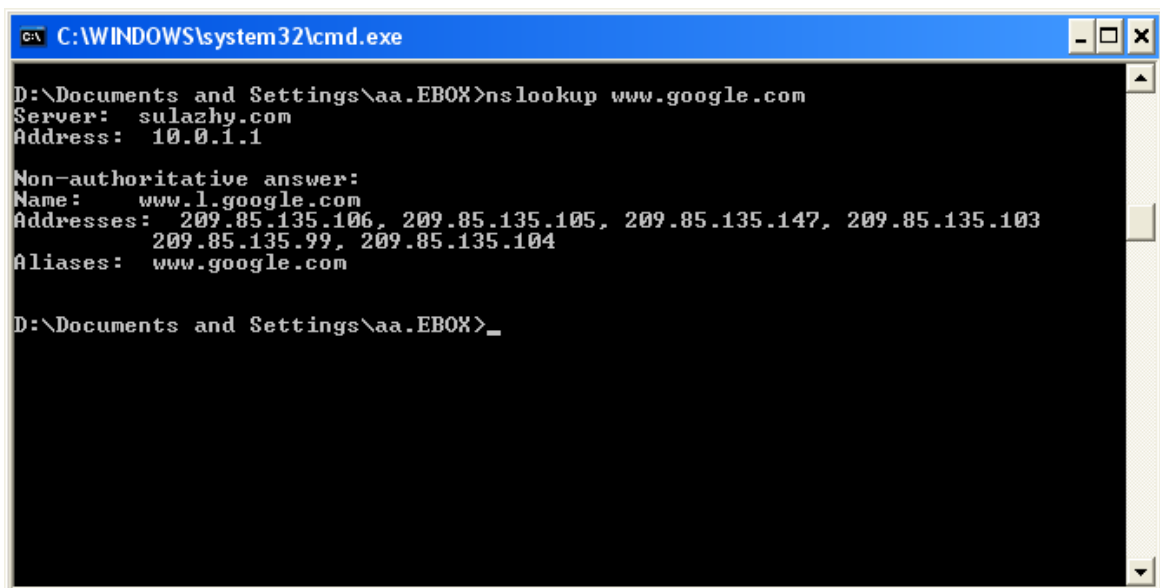 C:\WINDOWS\system32\cmd.exe
D:\Documents and Settings\aa.EBOX>nslookup www.google.com
Server:  sulazhy.com
Address:  10.0.1.1
Non-authoritative answer:
Name:    www.l.google.com
Addresses:  209.85.135.106, 209.85.135.105, 209.85.135.147, 209.85.135.103
          209.85.135.99, 209.85.135.104
Aliases:  www.google.com
D:\Documents and Settings\aa.EBOX>_